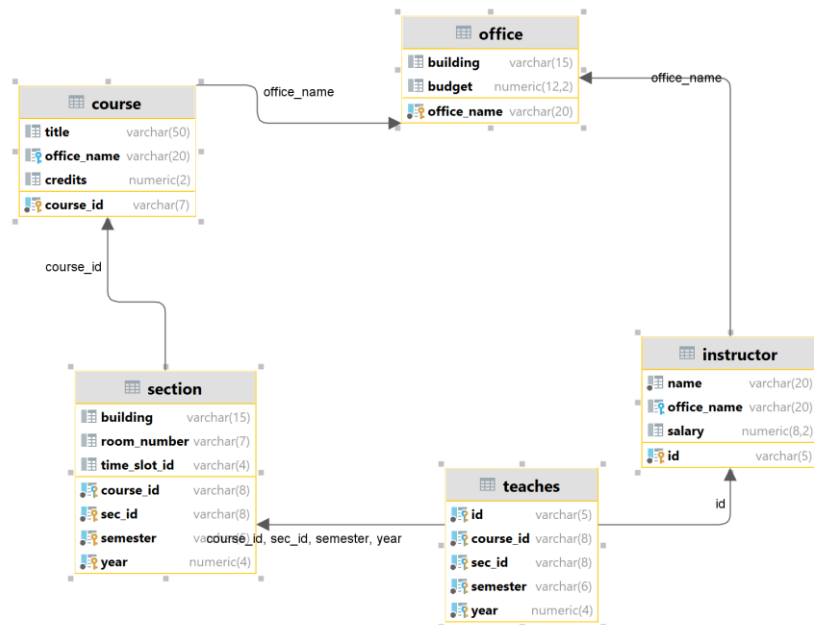 office
building varchar(15)
budget numeric(12,2)
office_name varchar(20)
course
title varchar(50)
office_name varchar(20)
credits numeric(2)
course_id varchar(7)
office_name
office_name
course_id
section
building varchar(15)
room_number varchar(7)
time_slot_id varchar(4)
course_id varchar(8)
sec_id varchar(8)
semester
year numeric(4)
instructor
name varchar(20)
office_name varchar(20)
salary numeric(8,2)
id varchar(5)
teaches
id varchar(5)
course_id varchar(8)
sec_id varchar(8)
semester varchar(6)
year numeric(4)
id
course_id, sec_id, semester, year